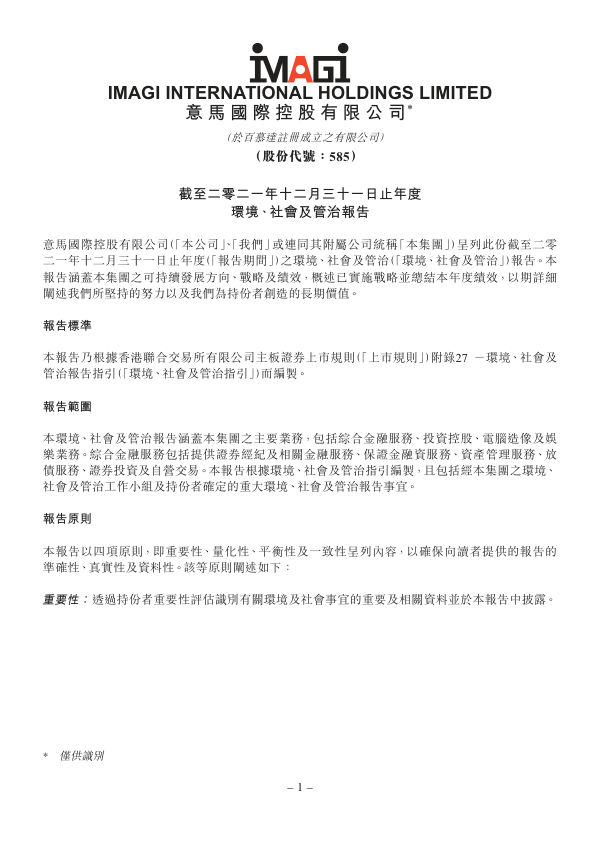 iMAGi
IMAGI INTERNATIONAL HOLDINGS LIMITED
意馬國際控股有限公司*
(於百慕達註冊成立之有限公司)
(股份代號：585)
截至二零二一年十二月三十一日止年度
環境、社會及管治報告
意馬國際控股有限公司(「本公司」、「我們」或連同其附屬公司統稱「本集團」)呈列此份截至二零
二一年十二月三十一日止年度(「報告期間」)之環境、社會及管治(「環境、社會及管治」)報告。本
報告涵蓋本集團之可持續發展方向、戰略及績效，概述已實施戰略並總結本年度績效，以期詳細
闡述我們所堅持的努力以及我們為持份者創造的長期價值。
報告標準
本報告乃根據香港聯合交易所有限公司主板證券上市規則(「上市規則」)附錄27 －環境、社會及
管治報告指引(「環境、社會及管治指引」)而編製。
報告範圍
本環境、社會及管治報告涵蓋本集團之主要業務，包括綜合金融服務、投資控股、電腦造像及娛
樂業務。綜合金融服務包括提供證券經紀及相關金融服務、保證金融資服務、資產管理服務、放
債服務、證券投資及自營交易。本報告根據環境、社會及管治指引編製，且包括經本集團之環境、
社會及管治工作小組及持份者確定的重大環境、社會及管治報告事宜。
報告原則
本報告以四項原則，即重要性、量化性、平衡性及一致性呈列內容，以確保向讀者提供的報告的
準確性、真實性及資料性。該等原則闡述如下：
重要性：透過持份者重要性評估識別有關環境及社會事宜的重要及相關資料並於本報告中披露。
* 僅供識別
– 1 –